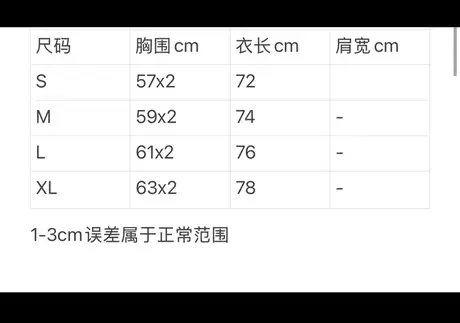 尺码 胸围cm 衣长cm 肩宽cm
S 57x2 72
M 59x2 74 -
L 61x2 76 -
XL 63x2 78 -
1-3cm误差属于正常范围